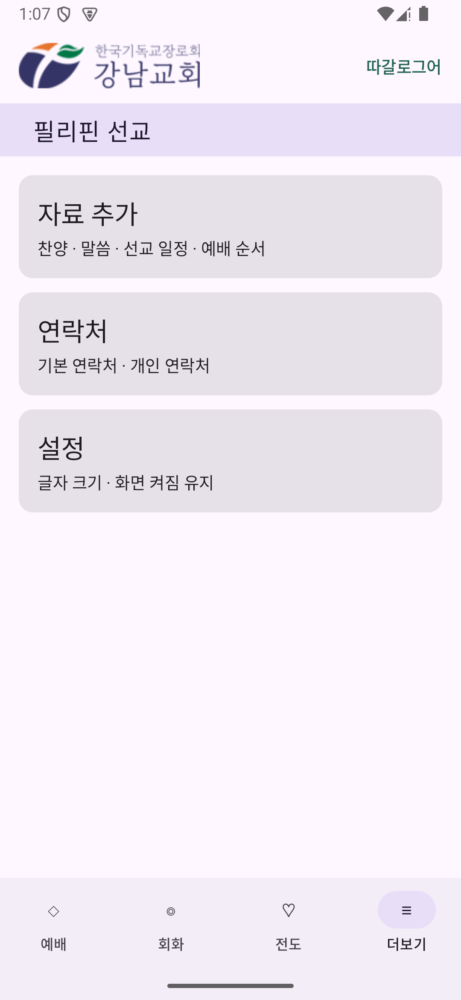 1:07
한국기독교장로회
강남교회
따갈로그어
필리핀 선교
자료 추가
찬양 · 말씀 · 선교 일정 · 예배 순서
연락처
기본 연락처 · 개인 연락처
설정
글자 크기 · 화면 켜짐 유지
예배
회화
전도
더보기